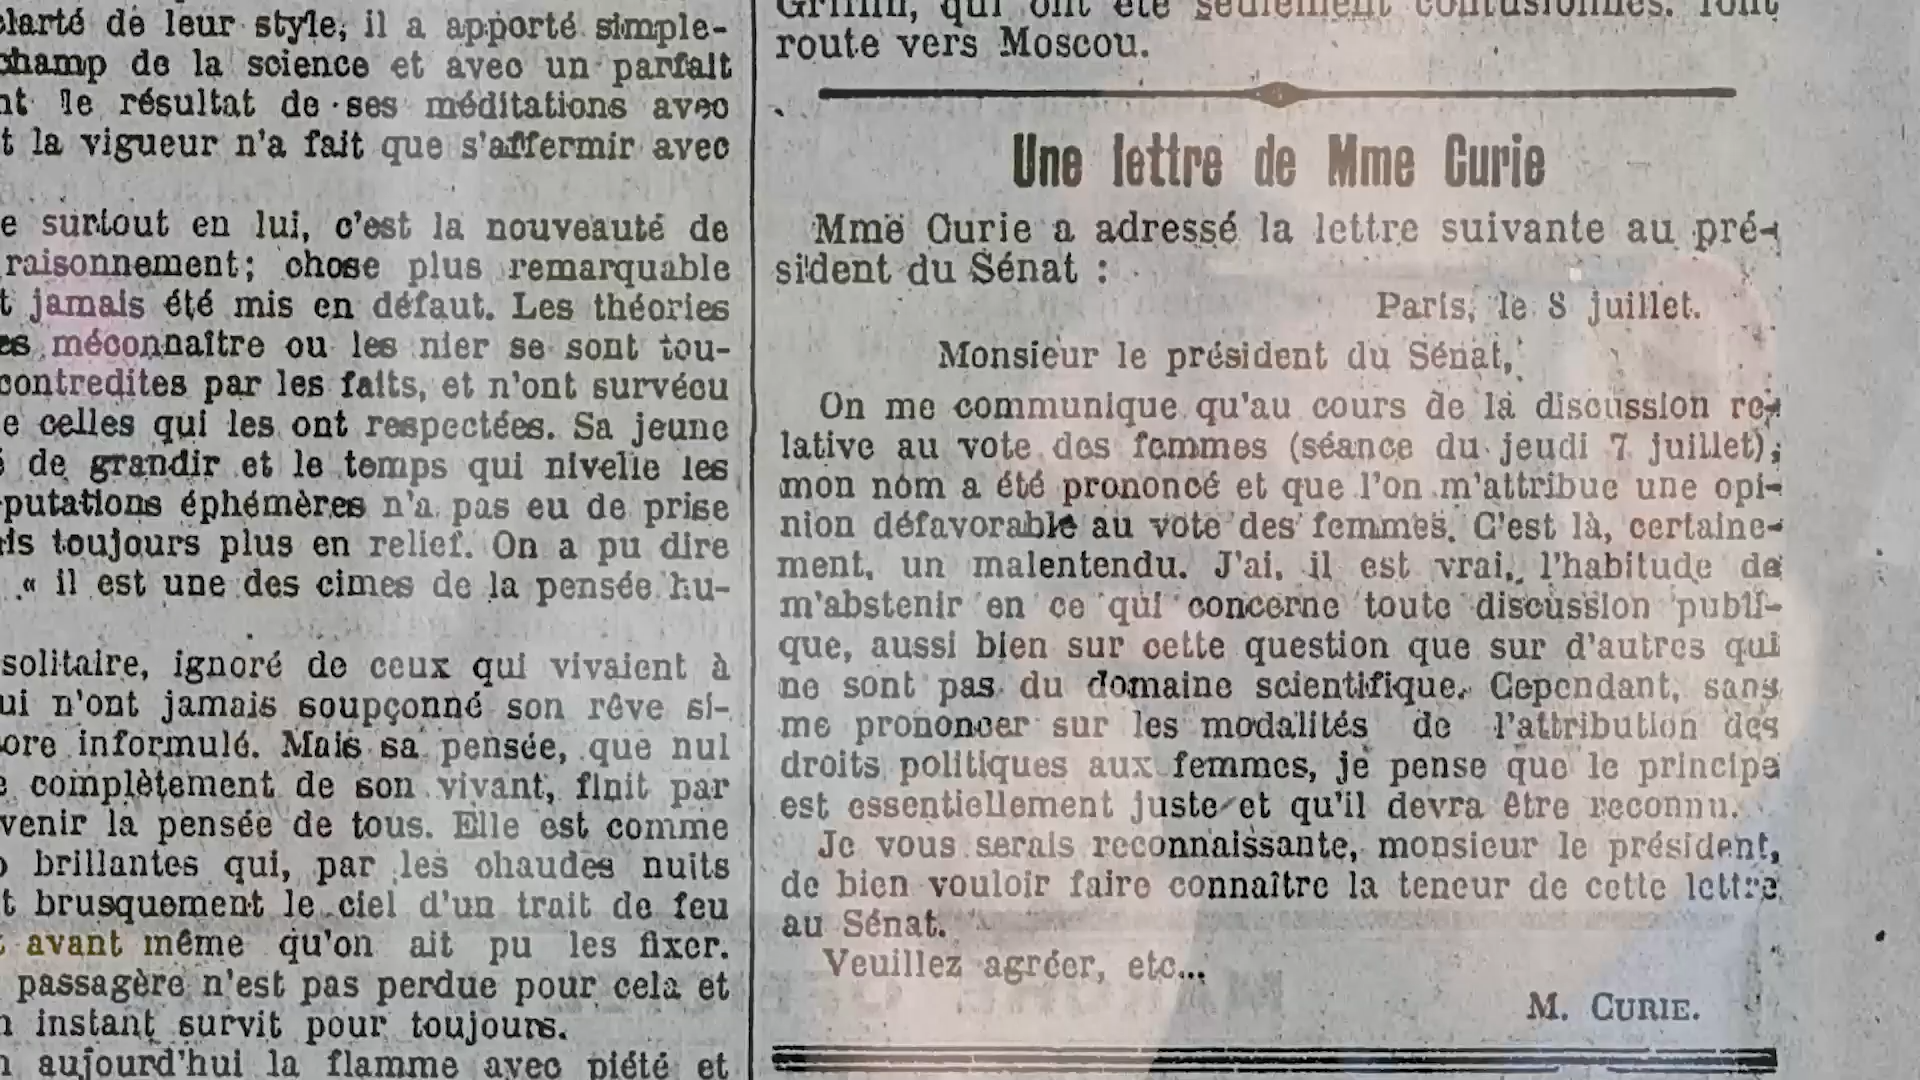 larté de leur style, il a apporté simple-
champ de la science et avec un parfait
nt le résultat de ses méditations avec
t la vigueur n'a fait que s'affermir avec
e surtout en lui, c'est la nouveauté de
raisonnement; chose plus remarquable
t jamais été mis en défaut. Les théories
es méconnaître ou les nier se sont tou-
contredites par les faits, et n'ont survécu
e celles qui les ont respectées. Sa jeune
de grandir et le temps qui nivelle les
putations éphémères n'a pas eu de prise
is toujours plus en relief. On a pu dire
« il est une des cimes de la pensée hu-
solitaire, ignoré de ceux qui vivaient à
ui n'ont jamais soupçonné son rêve si-
ore informulé. Mais sa pensée, que nul
e complètement de son vivant, finit par
venir la pensée de tous. Elle est comme
brillantes qui, par les chaudes nuits
t brusquement le ciel d'un trait de feu
avant même qu'on ait pu les fixer.
passagère n'est pas perdue pour cela et
n instant survit pour toujours.
n aujourd'hui la flamme avec piété et
Griffin, qui ont été seulement contusionnés, font
route vers Moscou.
Une lettre de Mme Curie
Mme Curie a adressé la lettre suivante au pré-
sident du Sénat :
Paris, le 8 juillet.
Monsieur le président du Sénat,
On me communique qu'au cours de la discussion re-
lative au vote des femmes (séance du jeudi 7 juillet),
mon nom a été prononcé et que l'on m'attribue une opi-
nion défavorable au vote des femmes. C'est là, certaine-
ment, un malentendu. J'ai, il est vrai, l'habitude de
m'abstenir en ce qui concerne toute discussion publi-
que, aussi bien sur cette question que sur d'autres qui
ne sont pas du domaine scientifique. Cependant, sans
me prononcer sur les modalités de l'attribution des
droits politiques aux femmes, je pense que le principe
est essentiellement juste et qu'il devra être reconnu.
Je vous serais reconnaissante, monsieur le président,
de bien vouloir faire connaître la teneur de cette lettre
au Sénat.
Veuillez agréer, etc...
M. CURIE.